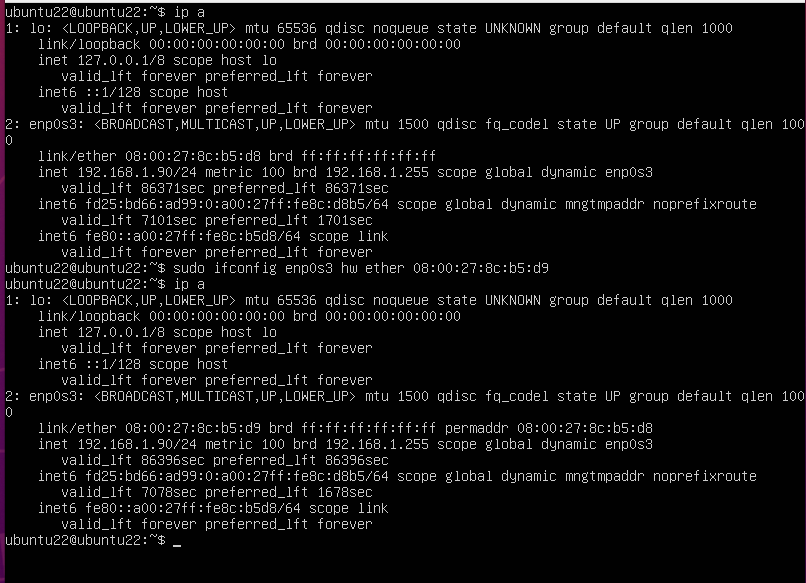 ubuntu22@ubuntu22:~$ ip a
1: lo: <LOOPBACK,UP,LOWER_UP> mtu 65536 qdisc noqueue state UNKNOWN group default qlen 1000
    link/loopback 00:00:00:00:00:00 brd 00:00:00:00:00:00
    inet 127.0.0.1/8 scope host lo
       valid_lft forever preferred_lft forever
    inet6 ::1/128 scope host
       valid_lft forever preferred_lft forever
2: enp0s3: <BROADCAST,MULTICAST,UP,LOWER_UP> mtu 1500 qdisc fq_codel state UP group default qlen 100
0
    link/ether 08:00:27:8c:b5:d8 brd ff:ff:ff:ff:ff:ff
    inet 192.168.1.90/24 metric 100 brd 192.168.1.255 scope global dynamic enp0s3
       valid_lft 86371sec preferred_lft 86371sec
    inet6 fd25:bd66:ad99:0:a00:27ff:fe8c:d8b5/64 scope global dynamic mngtmpaddr noprefixroute
       valid_lft 7101sec preferred_lft 1701sec
    inet6 fe80::a00:27ff:fe8c:b5d8/64 scope link
       valid_lft forever preferred_lft forever
ubuntu22@ubuntu22:~$ sudo ifconfig enp0s3 hw ether 08:00:27:8c:b5:d9
ubuntu22@ubuntu22:~$ ip a
1: lo: <LOOPBACK,UP,LOWER_UP> mtu 65536 qdisc noqueue state UNKNOWN group default qlen 1000
    link/loopback 00:00:00:00:00:00 brd 00:00:00:00:00:00
    inet 127.0.0.1/8 scope host lo
       valid_lft forever preferred_lft forever
    inet6 ::1/128 scope host
       valid_lft forever preferred_lft forever
2: enp0s3: <BROADCAST,MULTICAST,UP,LOWER_UP> mtu 1500 qdisc fq_codel state UP group default qlen 100
0
    link/ether 08:00:27:8c:b5:d9 brd ff:ff:ff:ff:ff:ff permaddr 08:00:27:8c:b5:d8
    inet 192.168.1.90/24 metric 100 brd 192.168.1.255 scope global dynamic enp0s3
       valid_lft 86396sec preferred_lft 86396sec
    inet6 fd25:bd66:ad99:0:a00:27ff:fe8c:d8b5/64 scope global dynamic mngtmpaddr noprefixroute
       valid_lft 7078sec preferred_lft 1678sec
    inet6 fe80::a00:27ff:fe8c:b5d8/64 scope link
       valid_lft forever preferred_lft forever
ubuntu22@ubuntu22:~$ _